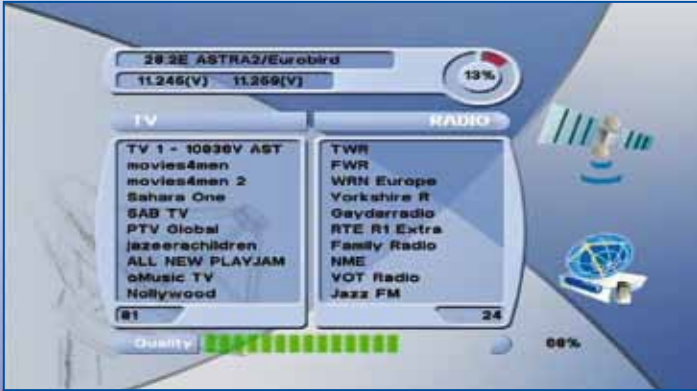 28.2E ASTRA2/Eurobird
11.245(V) 11.259(V)
13%
TV
RADIO
TV 1 - 10836V AST
movies4men
movies4men 2
Sahara One
SAB TV
PTV Global
jazeerachildren
ALL NEW PLAYJAM
oMusic TV
Nollywood
81
TWR
FWR
WRN Europe
Yorkshire R
Gaydarradio
RTE R1 Extra
Family Radio
NME
VOT Radio
Jazz FM
24
Quality
68%